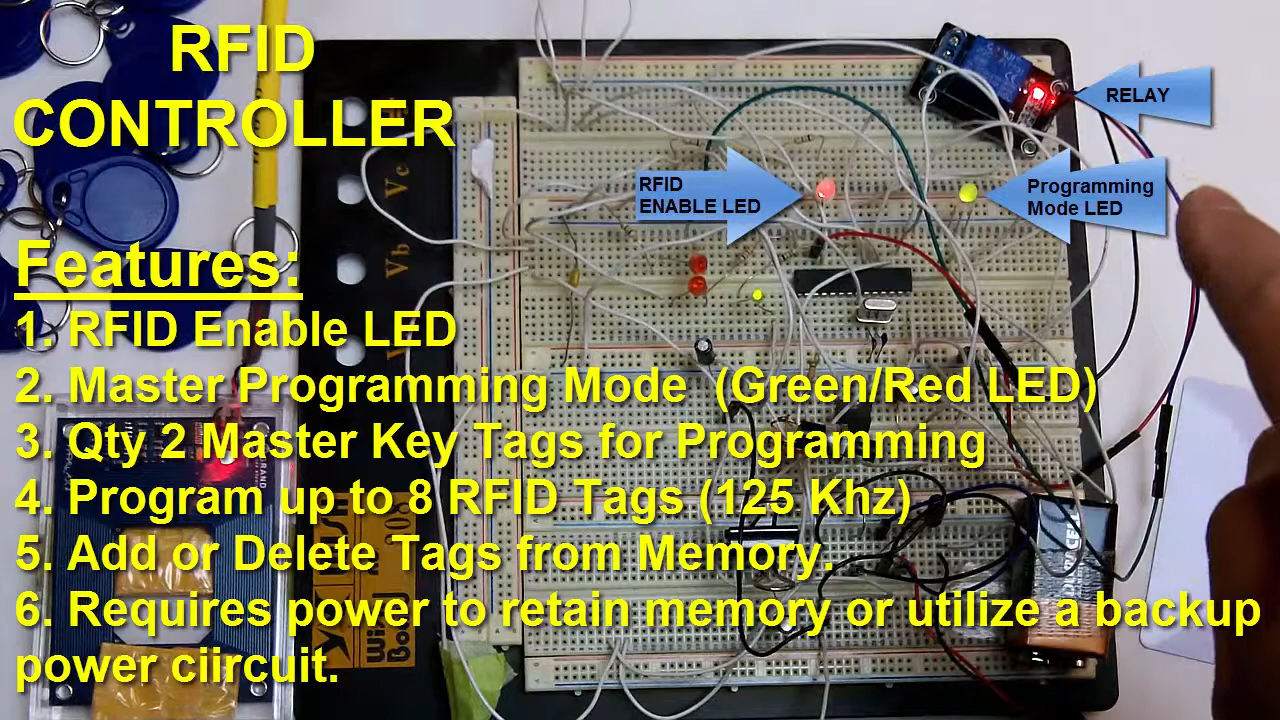 RFID
CONTROLLER
RELAY
RFID
ENABLE LED
Programming
Mode LED
Vc
Vb
Features:
1. RFID Enable LED
2. Master Programming Mode (Green/Red LED)
3. Qty 2 Master Key Tags for Programming
4. Program up to 8 RFID Tags (125 Khz)
5. Add or Delete Tags from Memory.
6. Requires power to retain memory or utilize a backup
power ciircuit.